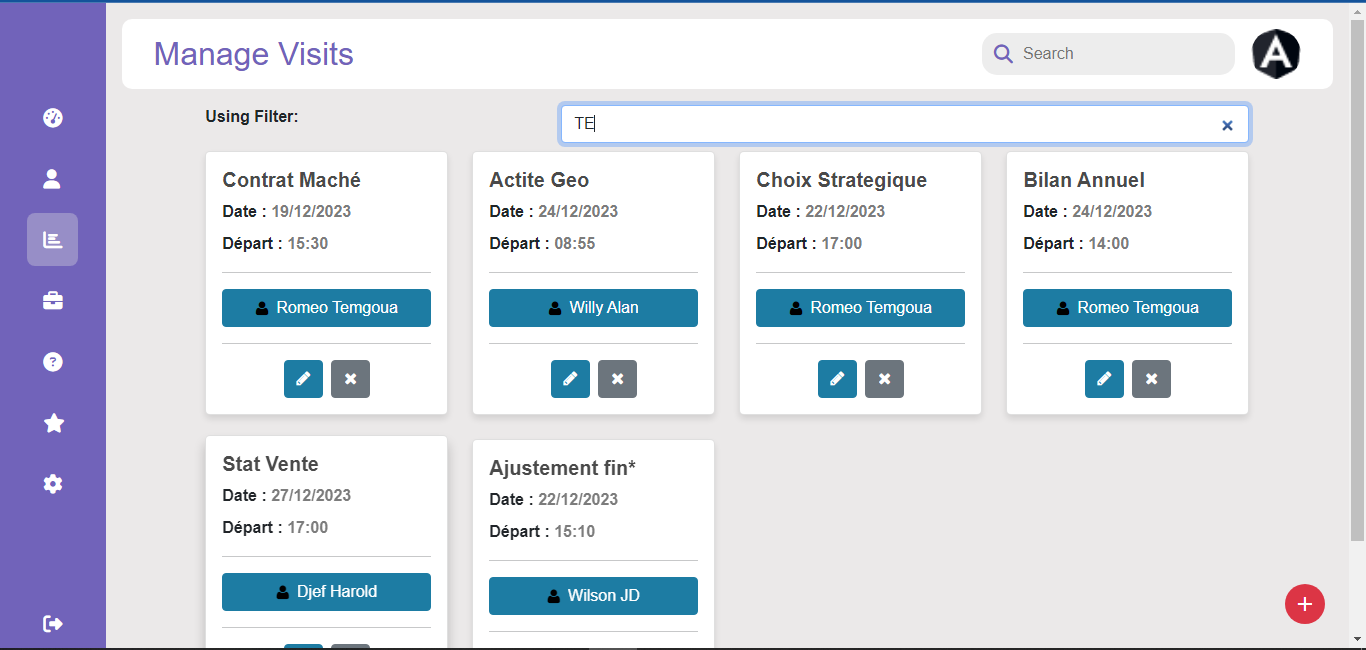 Manage Visits
Search
Using Filter:
TE
Contrat Maché
Date : 19/12/2023
Départ : 15:30
Romeo Temgoua
Actite Geo
Date : 24/12/2023
Départ : 08:55
Willy Alan
Choix Strategique
Date : 22/12/2023
Départ : 17:00
Romeo Temgoua
Bilan Annuel
Date : 24/12/2023
Départ : 14:00
Romeo Temgoua
Stat Vente
Date : 27/12/2023
Départ : 17:00
Djef Harold
Ajustement fin*
Date : 22/12/2023
Départ : 15:10
Wilson JD